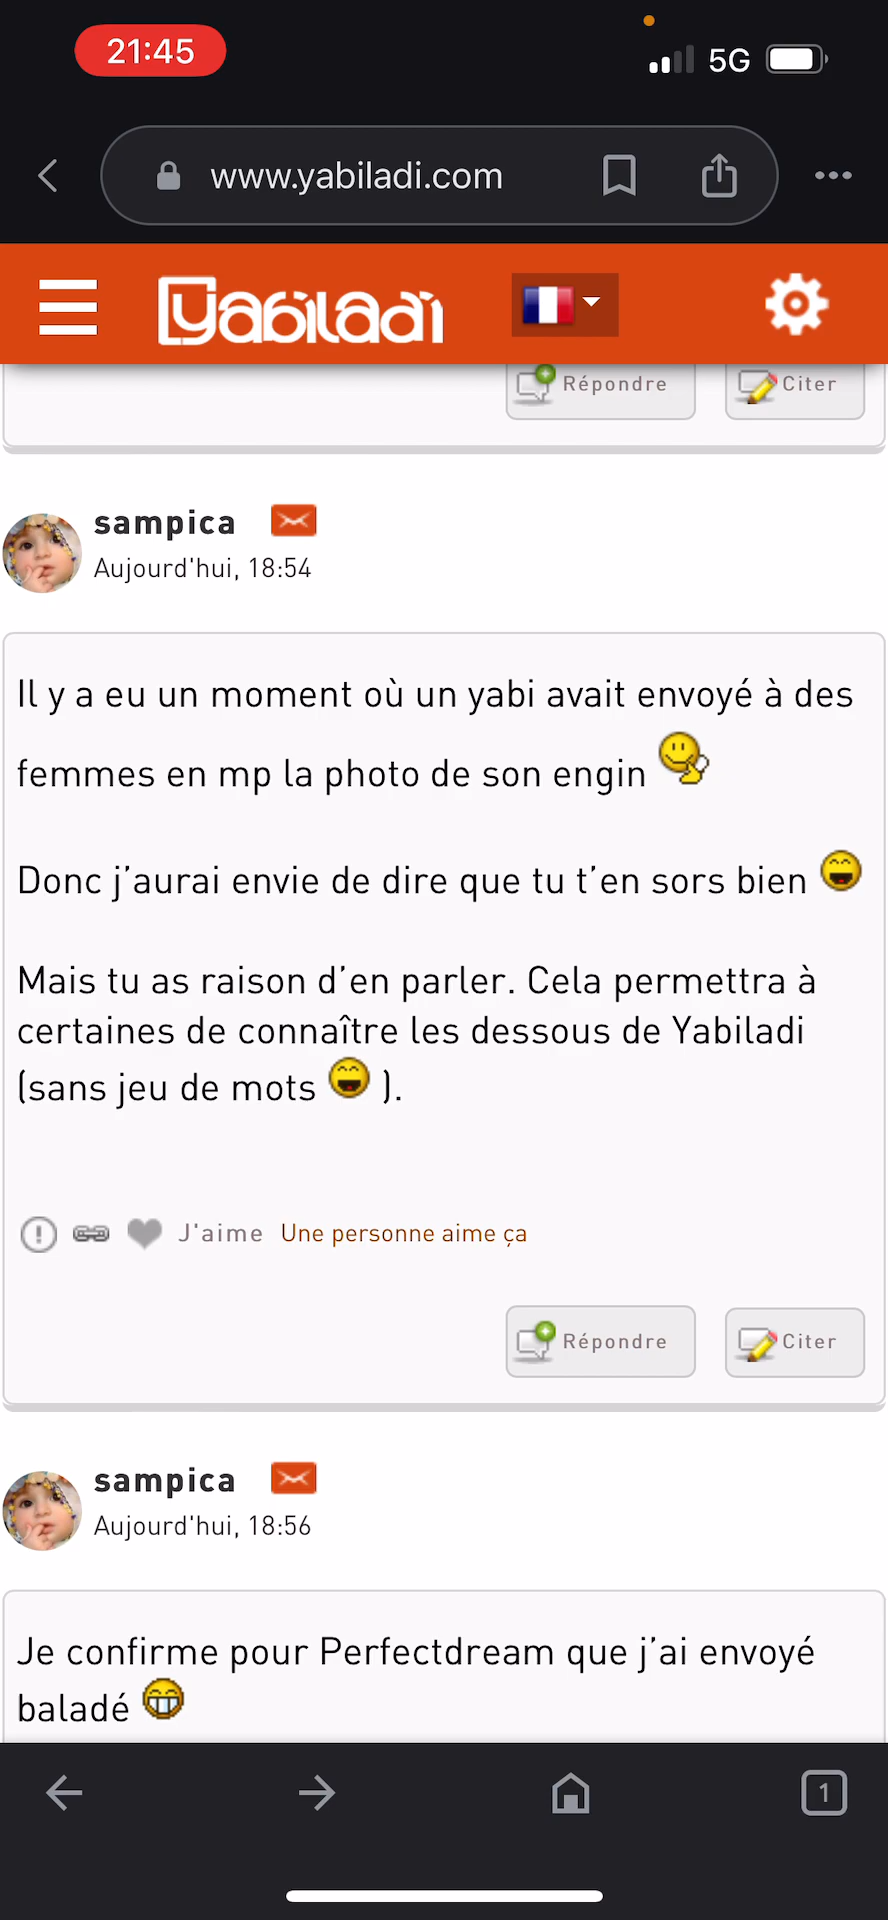 21:45
5G
www.yabiladi.com
yabiladi
Répondre
Citer
sampica
Aujourd'hui, 18:54
Il y a eu un moment où un yabi avait envoyé à des
femmes en mp la photo de son engin
Donc j’aurai envie de dire que tu t’en sors bien
Mais tu as raison d’en parler. Cela permettra à
certaines de connaître les dessous de Yabiladi
(sans jeu de mots ).
J'aime Une personne aime ça
Répondre
Citer
sampica
Aujourd'hui, 18:56
Je confirme pour Perfectdream que j’ai envoyé
baladé
1